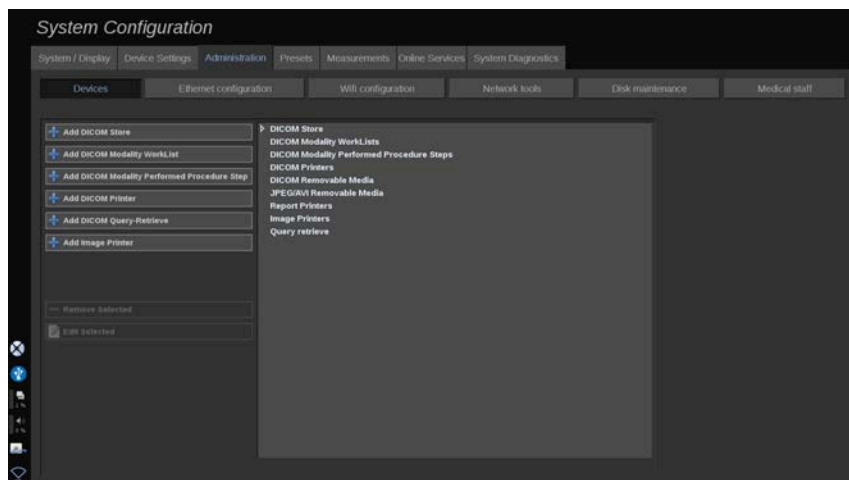 System Configuration
System / Display Device Settings Administration Presets Measurements Online Services System Diagnostics
Devices Ethernet configuration Wifi configuration Network tools Disk maintenance Medical staff
Add DICOM Store
Add DICOM Modality WorkList
Add DICOM Modality Performed Procedure Step
Add DICOM Printer
Add DICOM Query-Retrieve
Add Image Printer
Remove Selected
Edit Selected
DICOM Store
DICOM Modality WorkLists
DICOM Modality Performed Procedure Steps
DICOM Printers
DICOM Removable Media
JPEG/AVI Removable Media
Report Printers
Image Printers
Query retrieve